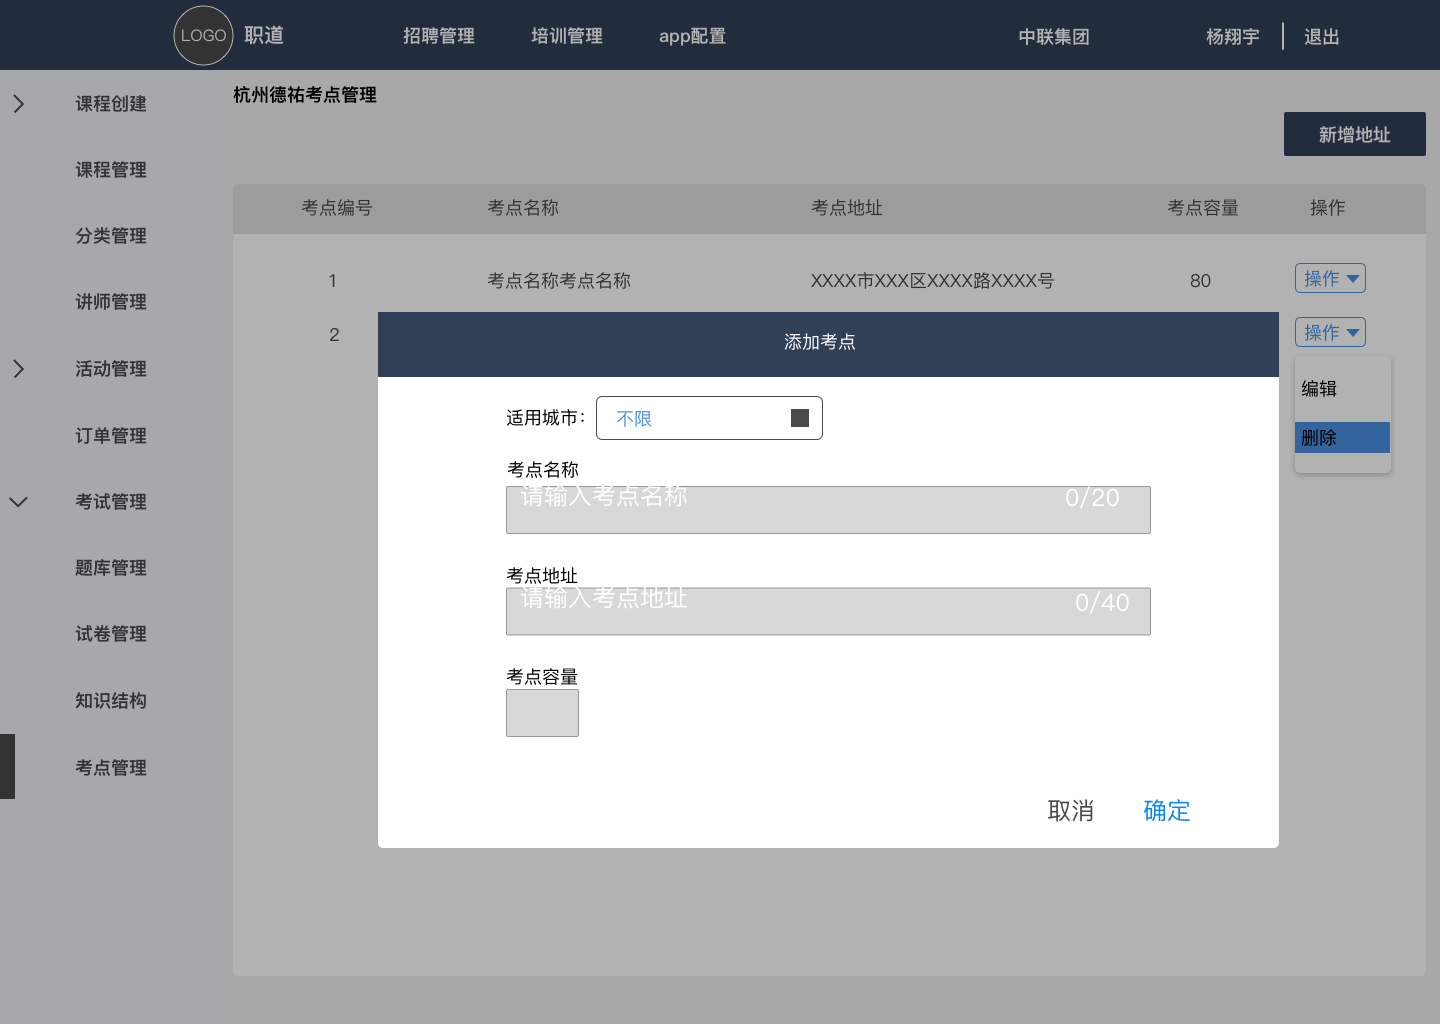 LOGO 职道 招聘管理 培训管理 app配置 中联集团 杨翔宇 退出
课程创建
课程管理
分类管理
讲师管理
活动管理
订单管理
考试管理
题库管理
试卷管理
知识结构
考点管理
杭州德祐考点管理
新增地址
考点编号 考点名称 考点地址 考点容量 操作
1 考点名称考点名称 XXXX市XXX区XXXX路XXXX号 80 操作
2 操作
编辑
删除
添加考点
适用城市： 不限
考点名称
请输入考点名称 0/20
考点地址
请输入考点地址 0/40
考点容量
取消 确定